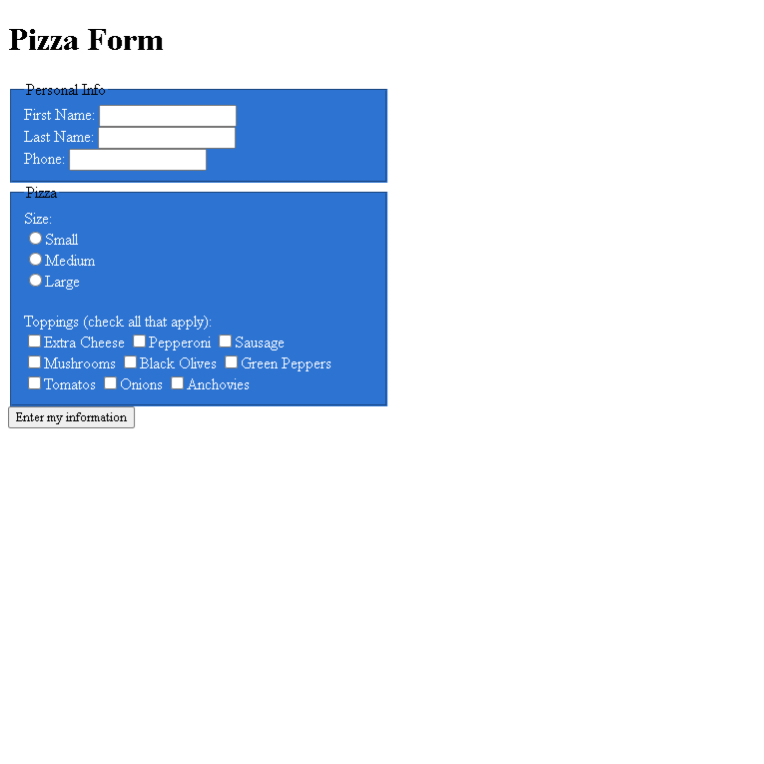 Pizza Form
Personal Info
First Name:
Last Name:
Phone:
Pizza
Size:
Small
Medium
Large
Toppings (check all that apply):
Extra Cheese Pepperoni Sausage
Mushrooms Black Olives Green Peppers
Tomatos Onions Anchovies
Enter my information